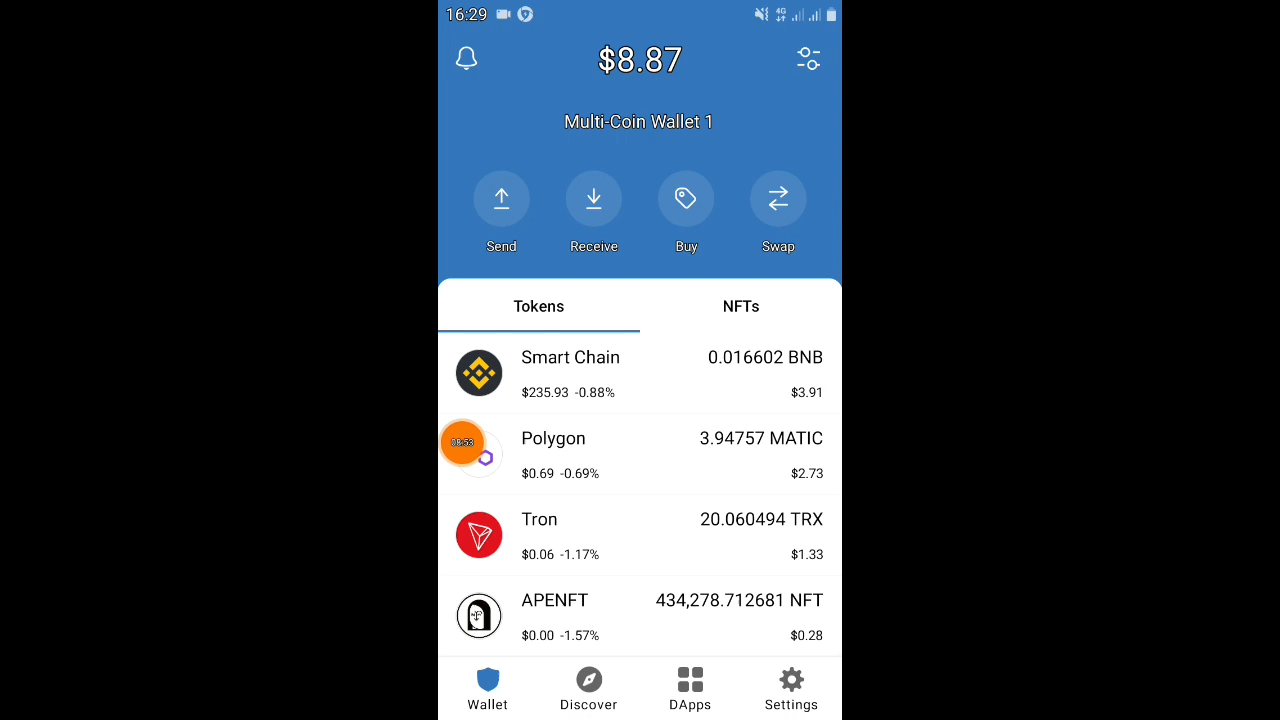 16:29 4G
$8.87
Multi-Coin Wallet 1
Send Receive Buy Swap
Tokens NFTs
Smart Chain 0.016602 BNB
$235.93 -0.88% $3.91
Polygon 3.94757 MATIC
$0.69 -0.69% $2.73
Tron 20.060494 TRX
$0.06 -1.17% $1.33
APENFT 434,278.712681 NFT
$0.00 -1.57% $0.28
Wallet Discover DApps Settings